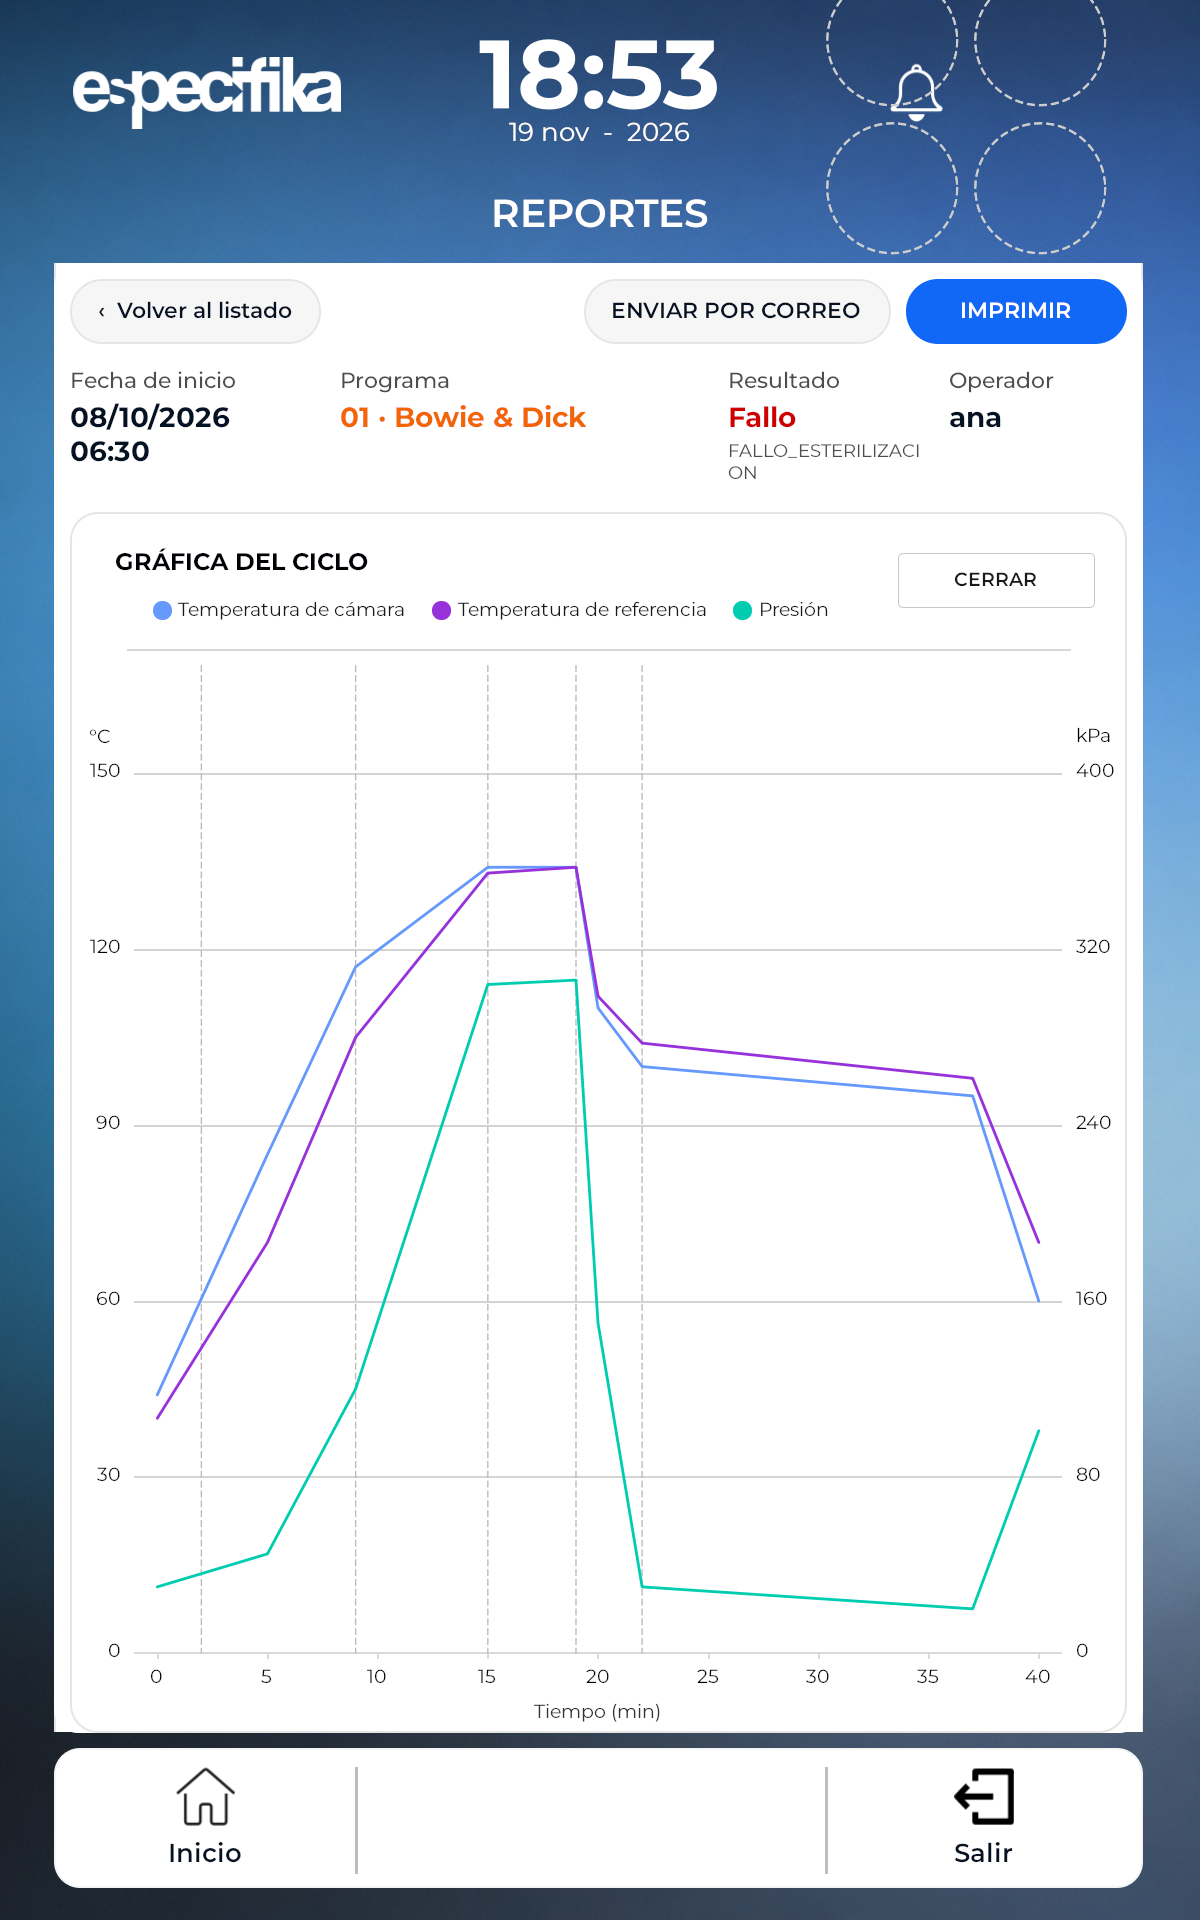 especifika
18:53
19 nov - 2026
REPORTES
‹ Volver al listado
ENVIAR POR CORREO
IMPRIMIR
Fecha de inicio
08/10/2026
06:30
Programa
01 · Bowie & Dick
Resultado
Fallo
FALLO_ESTERILIZACI
ON
Operador
ana
GRÁFICA DEL CICLO
CERRAR
Temperatura de cámara
Temperatura de referencia
Presión
°C
kPa
150
400
120
320
90
240
60
160
30
80
0
0
0 5 10 15 20 25 30 35 40
Tiempo (min)
Inicio
Salir